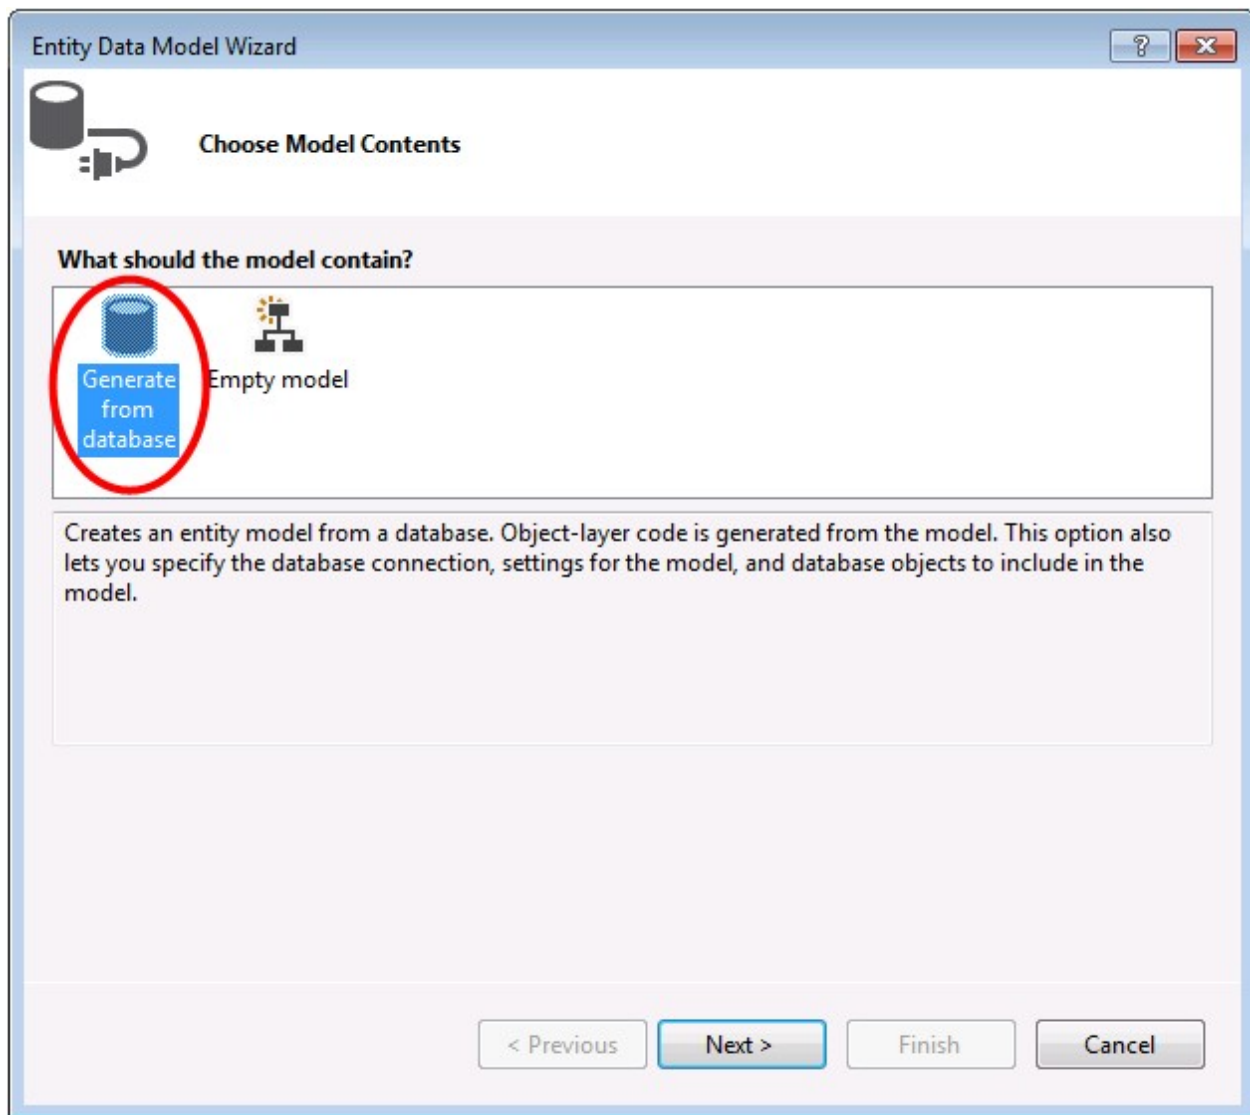 Entity Data Model Wizard
Choose Model Contents
What should the model contain?
Generate
from
database
Empty model
Creates an entity model from a database. Object-layer code is generated from the model. This option also
lets you specify the database connection, settings for the model, and database objects to include in the
model.
< Previous
Next >
Finish
Cancel